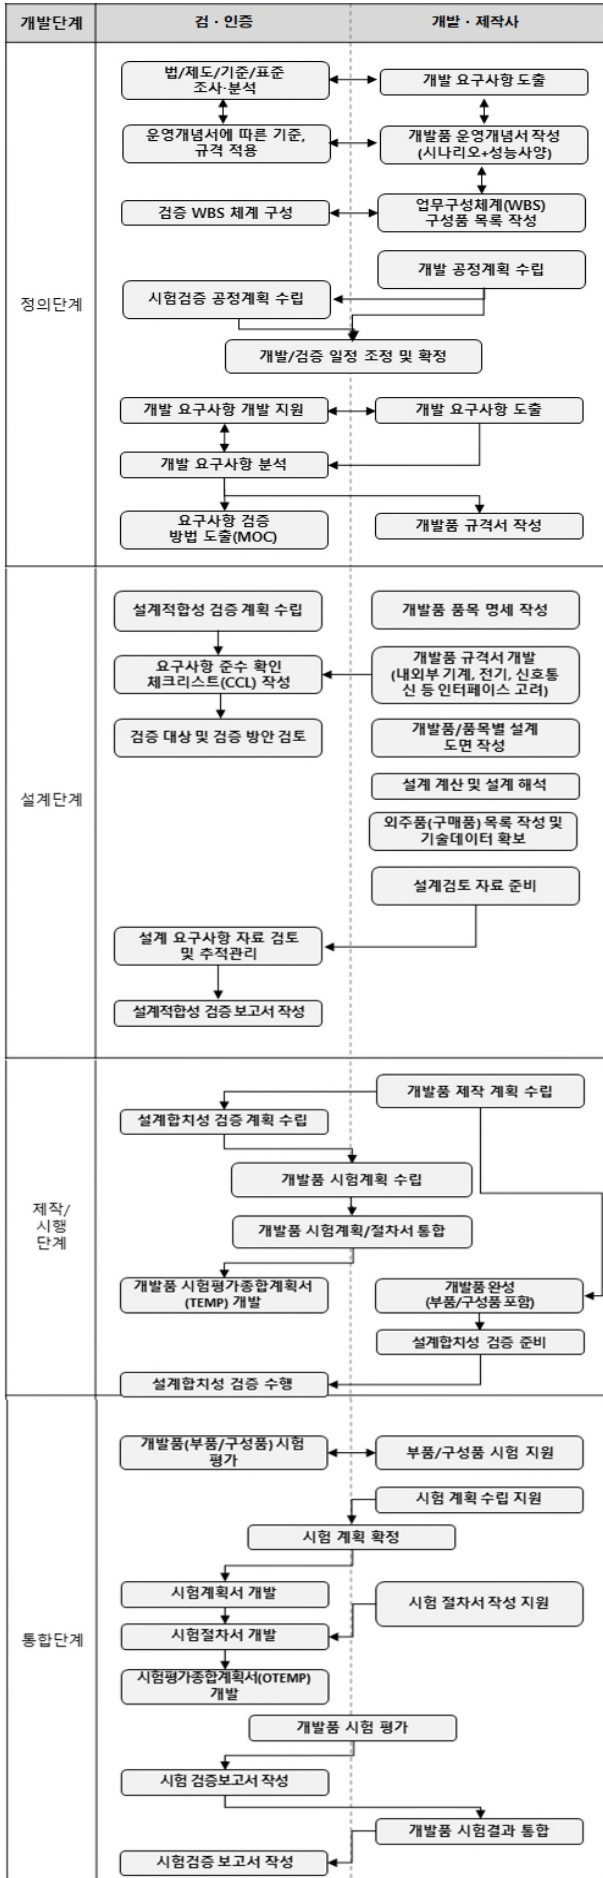 개발단계
검 · 인증
개발 · 제작사
정의단계
법/제도/기준/표준
조사·분석
개발 요구사항 도출
운영개념서에 따른 기준,
규격 적용
개발품 운영개념서 작성
(시나리오+성능사양)
검증 WBS 체계 구성
업무구성체계(WBS)
구성품 목록 작성
개발 공정계획 수립
시험검증 공정계획 수립
개발/검증 일정 조정 및 확정
개발 요구사항 개발 지원
개발 요구사항 도출
개발 요구사항 분석
요구사항 검증
방법 도출(MOC)
개발품 규격서 작성
설계단계
설계적합성 검증 계획 수립
개발품 품목 명세 작성
요구사항 준수 확인
체크리스트(CCL) 작성
개발품 규격서 개발
(내외부 기계, 전기, 신호통
신 등 인터페이스 고려)
검증 대상 및 검증 방안 검토
개발품/품목별 설계
도면 작성
설계 계산 및 설계 해석
외주품(구매품) 목록 작성 및
기술데이터 확보
설계검토 자료 준비
설계 요구사항 자료 검토
및 추적관리
설계적합성 검증 보고서 작성
제작/
시행
단계
개발품 제작 계획 수립
설계합치성 검증 계획 수립
개발품 시험계획 수립
개발품 시험계획/절차서 통합
개발품 시험평가종합계획서
(TEMP) 개발
개발품 완성
(부품/구성품 포함)
설계합치성 검증 준비
설계합치성 검증 수행
통합단계
개발품(부품/구성품) 시험
평가
부품/구성품 시험 지원
시험 계획 수립 지원
시험 계획 확정
시험계획서 개발
시험 절차서 작성 지원
시험절차서 개발
시험평가종합계획서(OTEMP)
개발
개발품 시험 평가
시험 검증보고서 작성
개발품 시험결과 통합
시험검증 보고서 작성